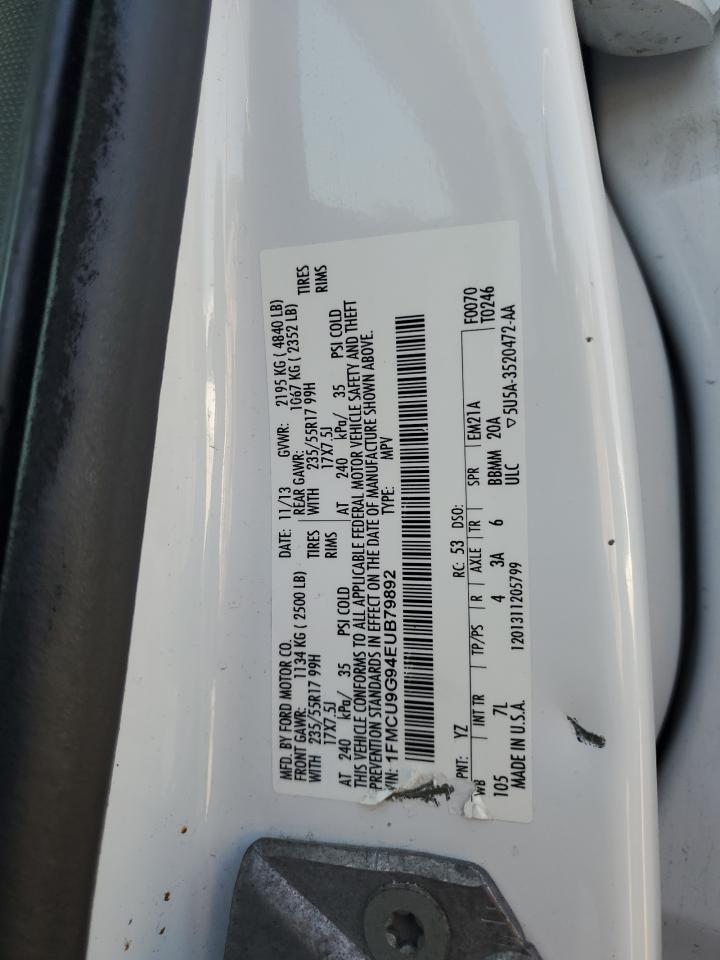 MFD. BY FORD MOTOR CO.
DATE: 11/13 GVWR: 2195 KG ( 4840 LB)
FRONT GAWR: 1134 KG ( 2500 LB)
REAR GAWR: 1067 KG ( 2352 LB)
WITH 235/55R17 99H TIRES
WITH 235/55R17 99H TIRES
17X7.5J RIMS
17X7.5J RIMS
AT 240 kPa/ 35 PSI COLD
AT 240 kPa/ 35 PSI COLD
THIS VEHICLE CONFORMS TO ALL APPLICABLE FEDERAL MOTOR VEHICLE SAFETY AND THEFT
PREVENTION STANDARDS IN EFFECT ON THE DATE OF MANUFACTURE SHOWN ABOVE.
VIN: 1FMCU9G94EUB79892 TYPE: MPV
PNT: YZ RC: 53 DSO: F0070
WB INT TR TP/PS R AXLE TR SPR EM21A T0246
105 7L 4 3A 6 BBMM 20A
MADE IN U.S.A. 1201311205799 ULC ▽5U5A-3520472-AA